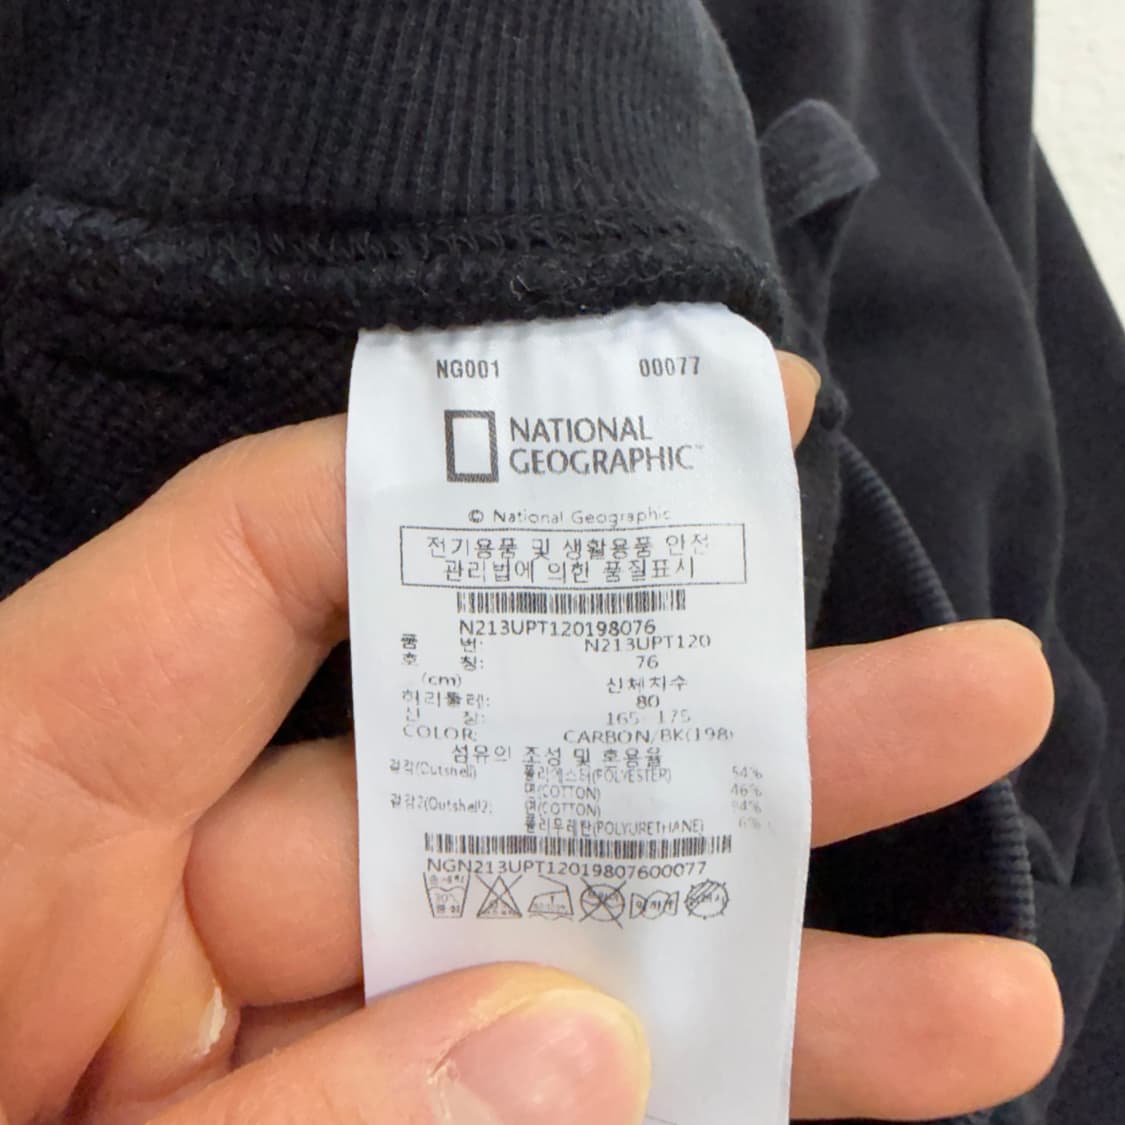 NG001 00077
NATIONAL
GEOGRAPHIC™
© National Geographic
전기용품 및 생활용품 안전
관리법에 의한 품질표시
N213UPT120198076
품 번: N213UPT120
호 칭: 76
(cm) 신체치수
허리둘레: 80
신 장: 165- 175
COLOR: CARBON/BK(198)
섬유의 조성 및 혼용율
겉감(Outshell) 폴리에스터(POLYESTER) 54%
면(COTTON) 46%
겉감2(Outshell2) 면(COTTON) 94%
폴리우레탄(POLYURETHANE) 6%
NGN213UPT12019807600077
30℃